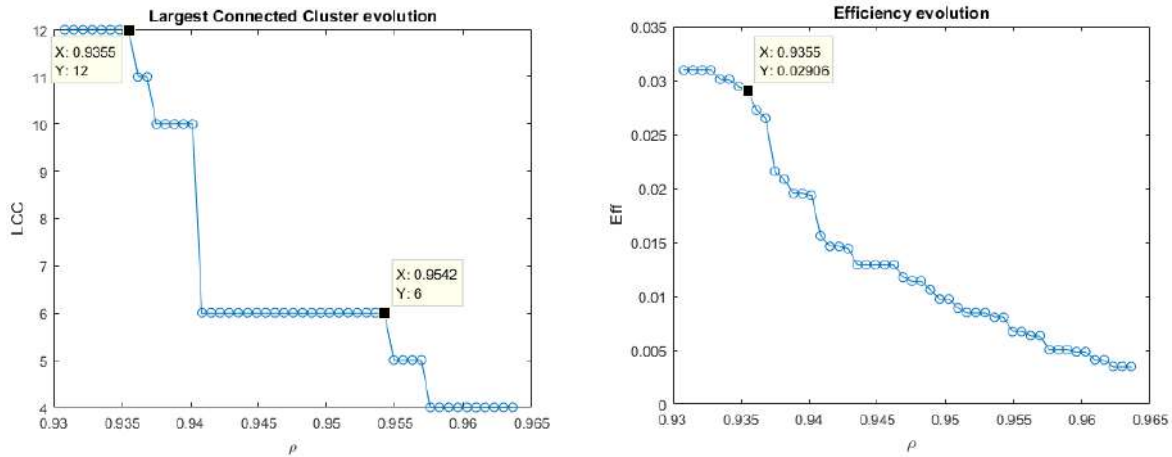 Largest Connected Cluster evolution
12
11
10
9
8
7
6
5
4
LCC
X: 0.9355
Y: 12
X: 0.9542
Y: 6
0.93
0.935
0.94
0.945
0.95
0.955
0.96
0.965
ρ
Efficiency evolution
0.035
0.03
0.025
0.02
0.015
0.01
0.005
0
Eff
X: 0.9355
Y: 0.02906
0.93
0.935
0.94
0.945
0.95
0.955
0.96
0.965
ρ